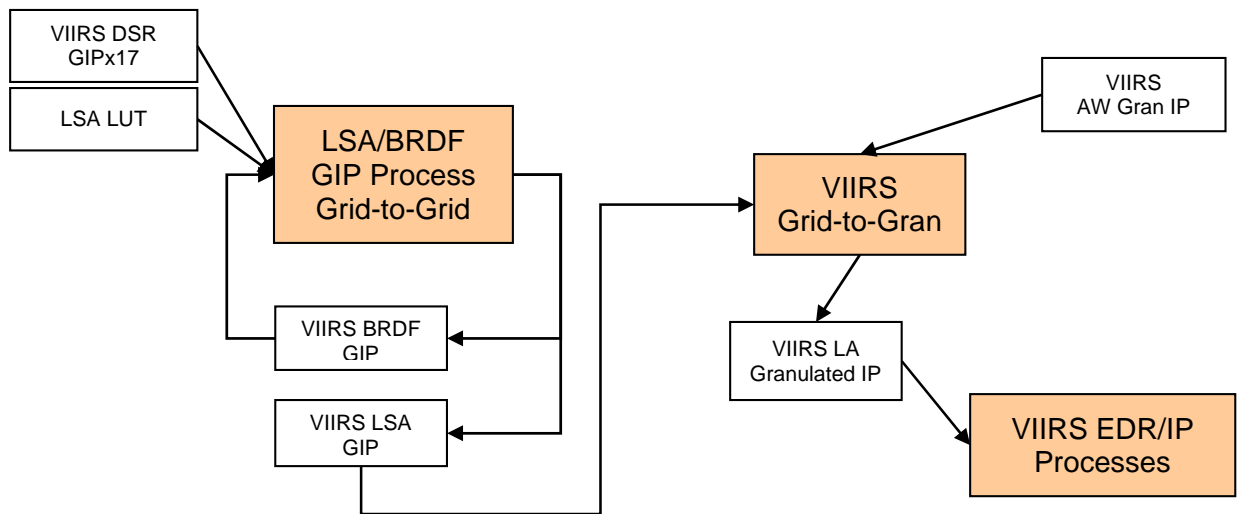 VIIRS DSR
GIPx17
LSA LUT
LSA/BRDF
GIP Process
Grid-to-Grid
VIIRS BRDF
GIP
VIIRS LSA
GIP
VIIRS
AW Gran IP
VIIRS
Grid-to-Gran
VIIRS LA
Granulated IP
VIIRS EDR/IP
Processes